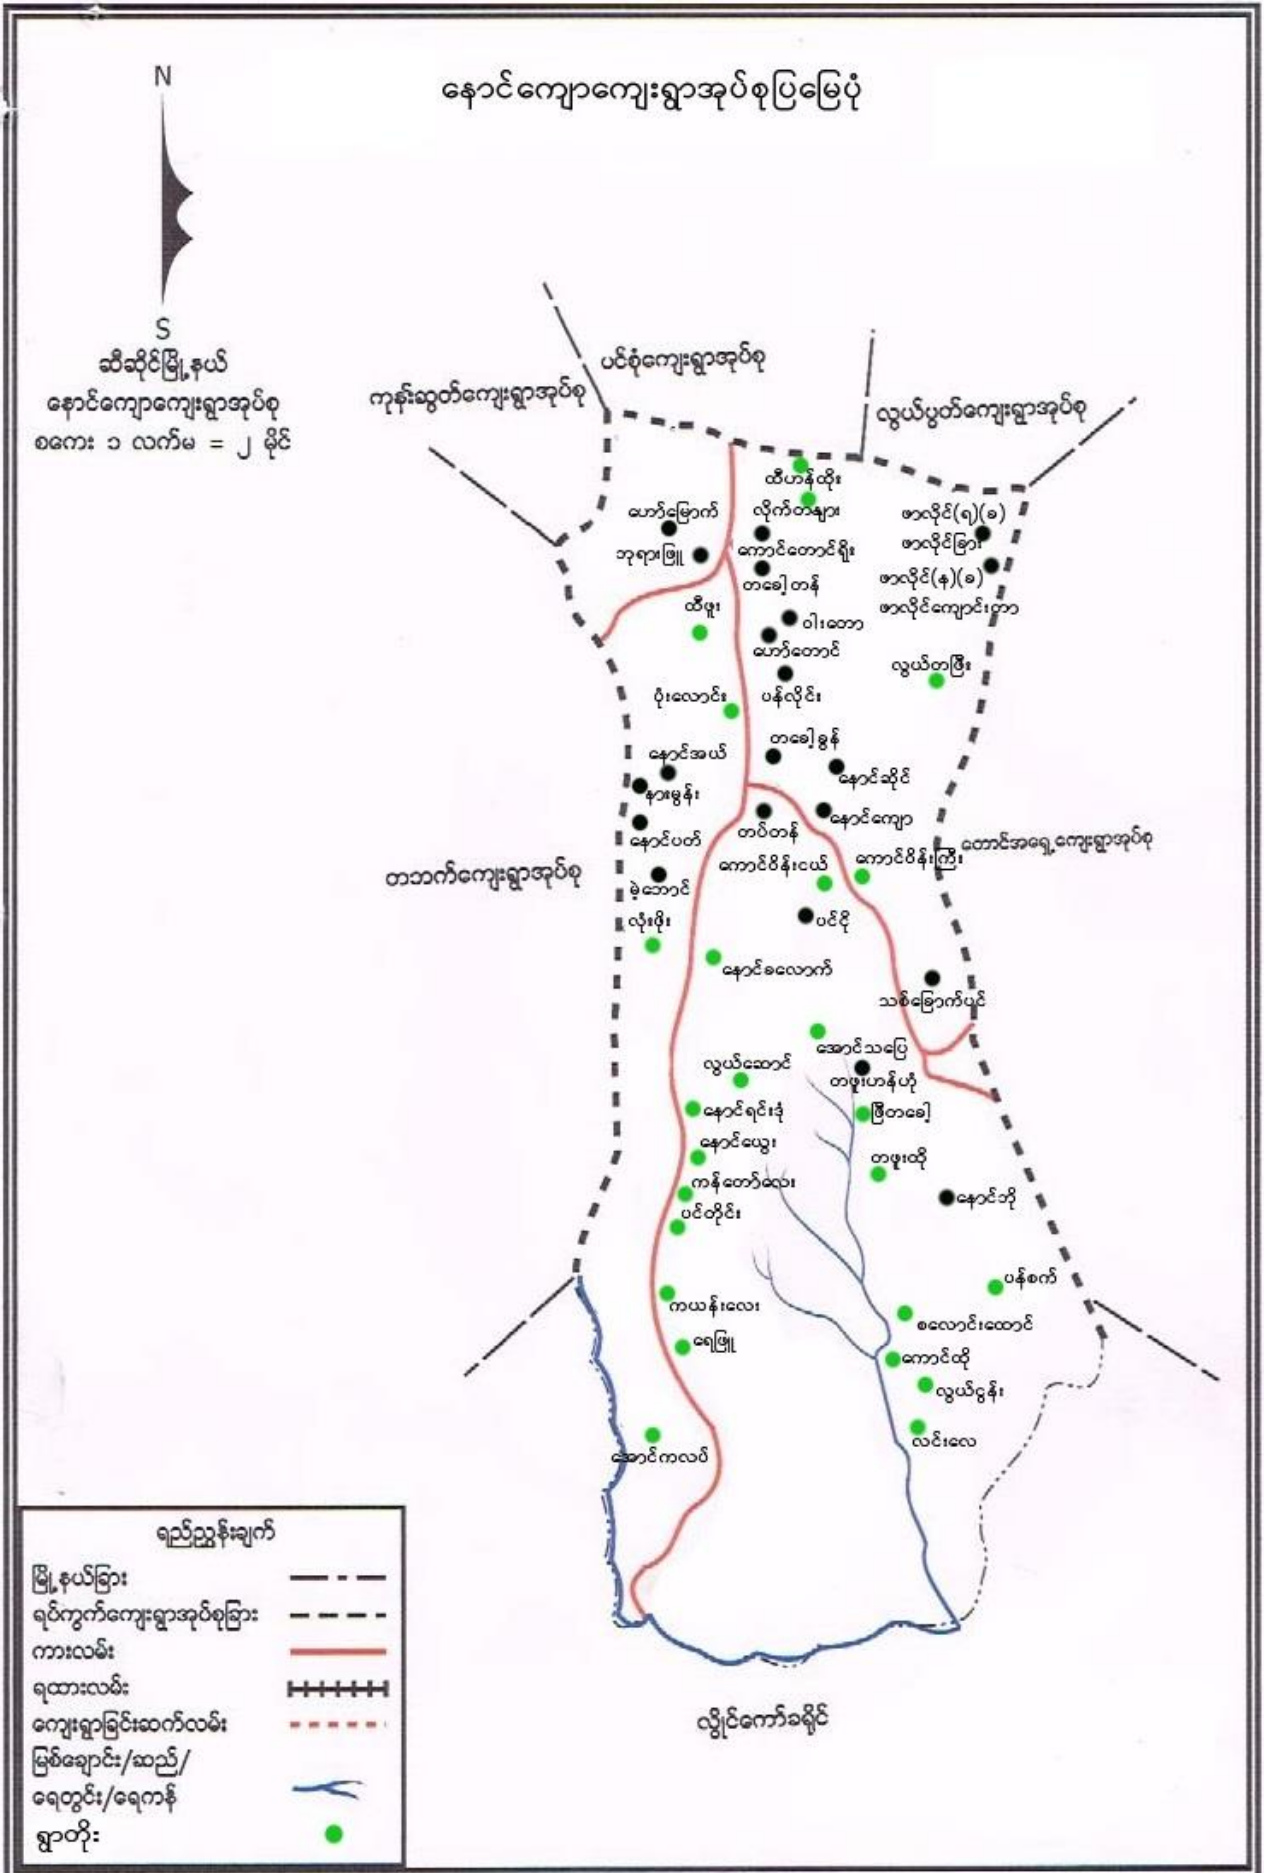 နောင်ကျောကျေးရွာအုပ်စုပြမြေပုံ
N
S
ဆီဆိုင်မြို့နယ်
နောင်ကျောကျေးရွာအုပ်စု
စကေး ၁ လက်မ = ၂ မိုင်
ပင်စုံကျေးရွာအုပ်စု
ကုန်းဆွတ်ကျေးရွာအုပ်စု
လွယ်ပွတ်ကျေးရွာအုပ်စု
ထီဟန်ထိုး
လိုက်တများ
ဟော်မြောက်
ဖာလိုင်(ရ)(ခ)
ဖာလိုင်ခြား
ဘုရားဖြူ
ကောင်တောင်ရိုး
တခေါ့တန်
ဖာလိုင်(န)(ခ)
ဖာလိုင်ကျောင်းတာ
ထီဖူး
ဝါးတော
ဟော်တောင်
လွယ်တဖြီး
ပုံးလောင်း
ပန်လိုင်း
တခေါ့ခွန်
နောင်အယ်
နောင်ဆိုင်
နားမွန်း
နောင်ကျော
နောင်ပတ်
တပ်တန်
တောင်အရှေ့ကျေးရွာအုပ်စု
ကောင်ဝိန်းငယ်
ကောင်ဝိန်းကြီး
တဘက်ကျေးရွာအုပ်စု
မဲ့ဘောင်
လုံးဖိုး
ပင်ငို
နောင်ခလောက်
သစ်ခြောက်ပင်
အောင်သပြေ
လွယ်ဆောင်
တဖူးဟန်ဟုံ
နောင်ရင်းဒုံ
ဖြီတခေါ့
နောင်ယွေး
တဖူးထို
ကန်တော်လေး
နောင်ဘို
ပင်တိုင်း
ပန်စက်
ကယန်းလေး
စလောင်းထောင်
ရေဖြူ
ကောင်ထို
လွယ်ငွန်း
လင်းလေ
အောင်ကလပ်
လွိုင်ကော်ခရိုင်
ရည်ညွှန်းချက်
မြို့နယ်ခြား
ရပ်ကွက်ကျေးရွာအုပ်စုခြား
ကားလမ်း
ရထားလမ်း
ကျေးရွာခြင်းဆက်လမ်း
မြစ်ချောင်း/ဆည်/
ရေတွင်း/ရေကန်
ရွာတိုး